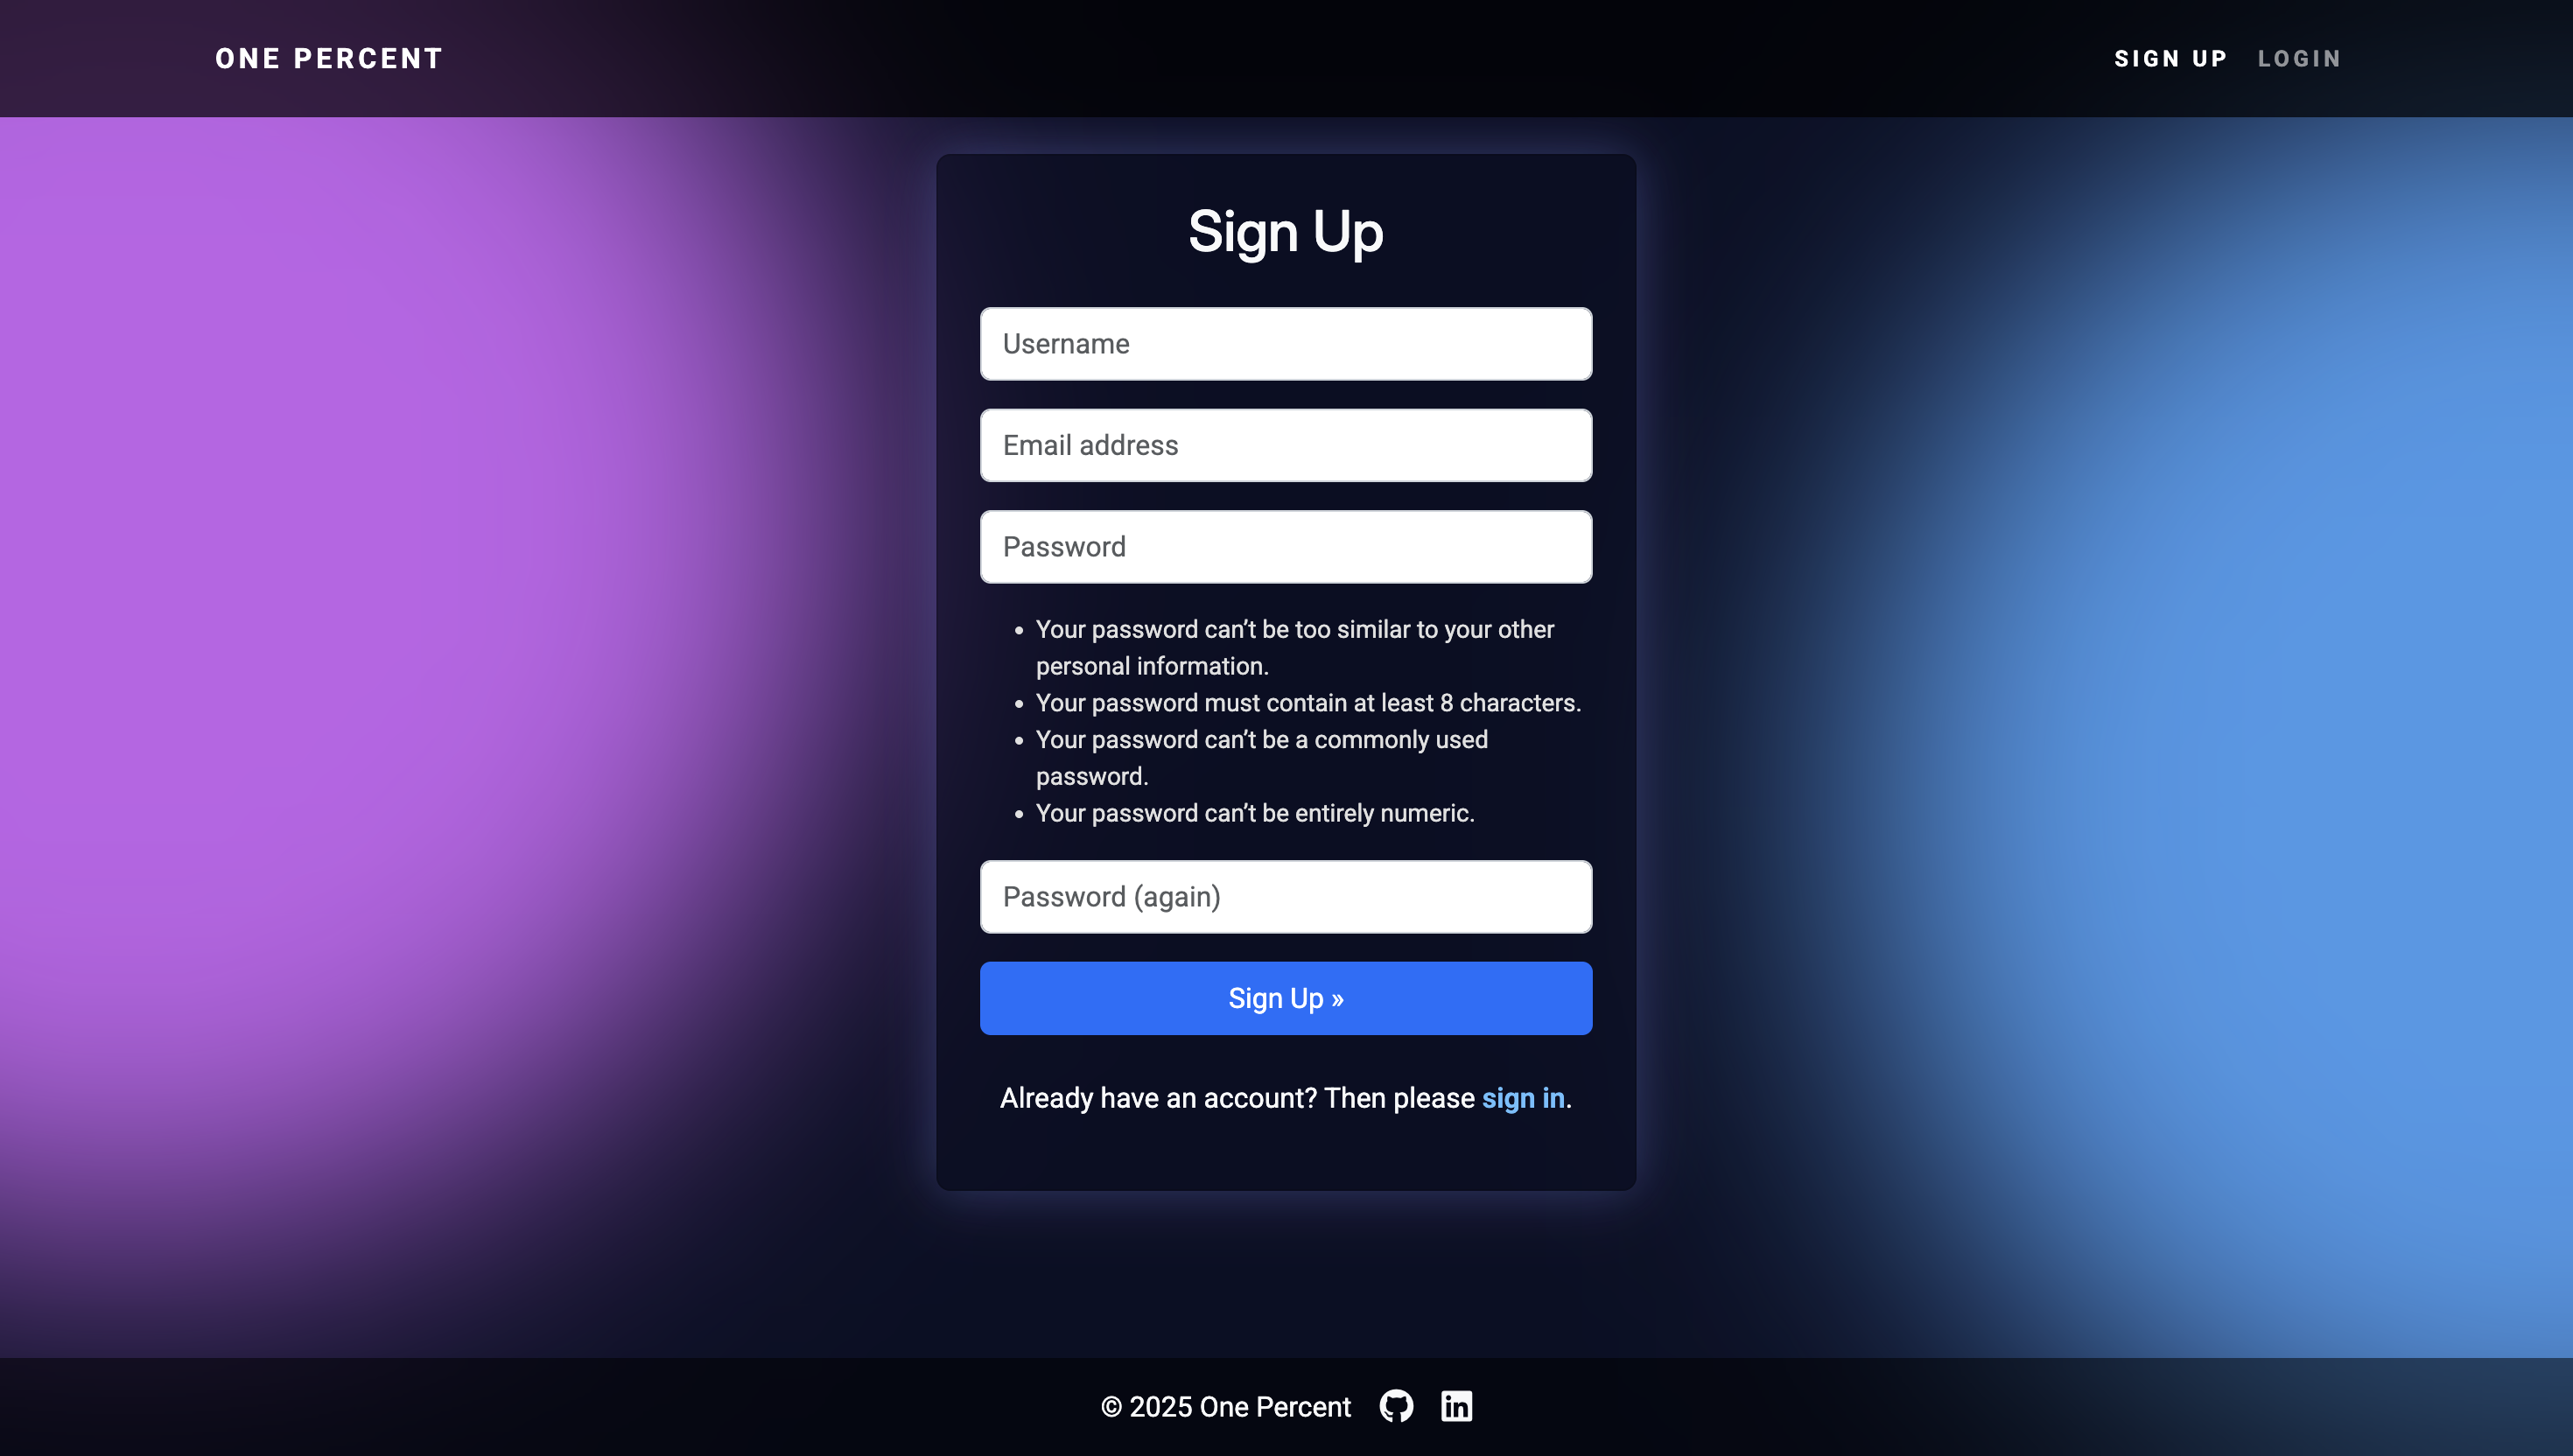 ONE PERCENT
SIGN UP LOGIN
Sign Up
Username
Email address
Password
• Your password can’t be too similar to your other
personal information.
• Your password must contain at least 8 characters.
• Your password can’t be a commonly used
password.
• Your password can’t be entirely numeric.
Password (again)
Sign Up »
Already have an account? Then please sign in.
© 2025 One Percent